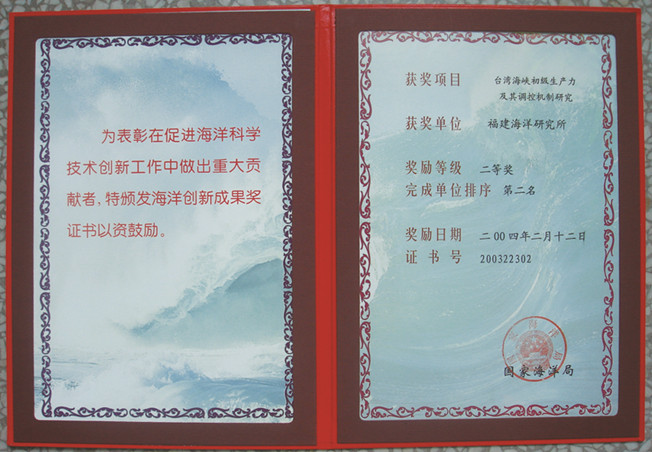 为表彰在促进海洋科学
技术创新工作中做出重大贡
献者，特颁发海洋创新成果奖
证书以资鼓励。
获奖项目 台湾海峡初级生产力
及其调控机制研究
获奖单位 福建海洋研究所
奖励等级 二等奖
完成单位排序 第二名
奖励日期 二00四年二月十二日
证书号 200322302
国家海洋局